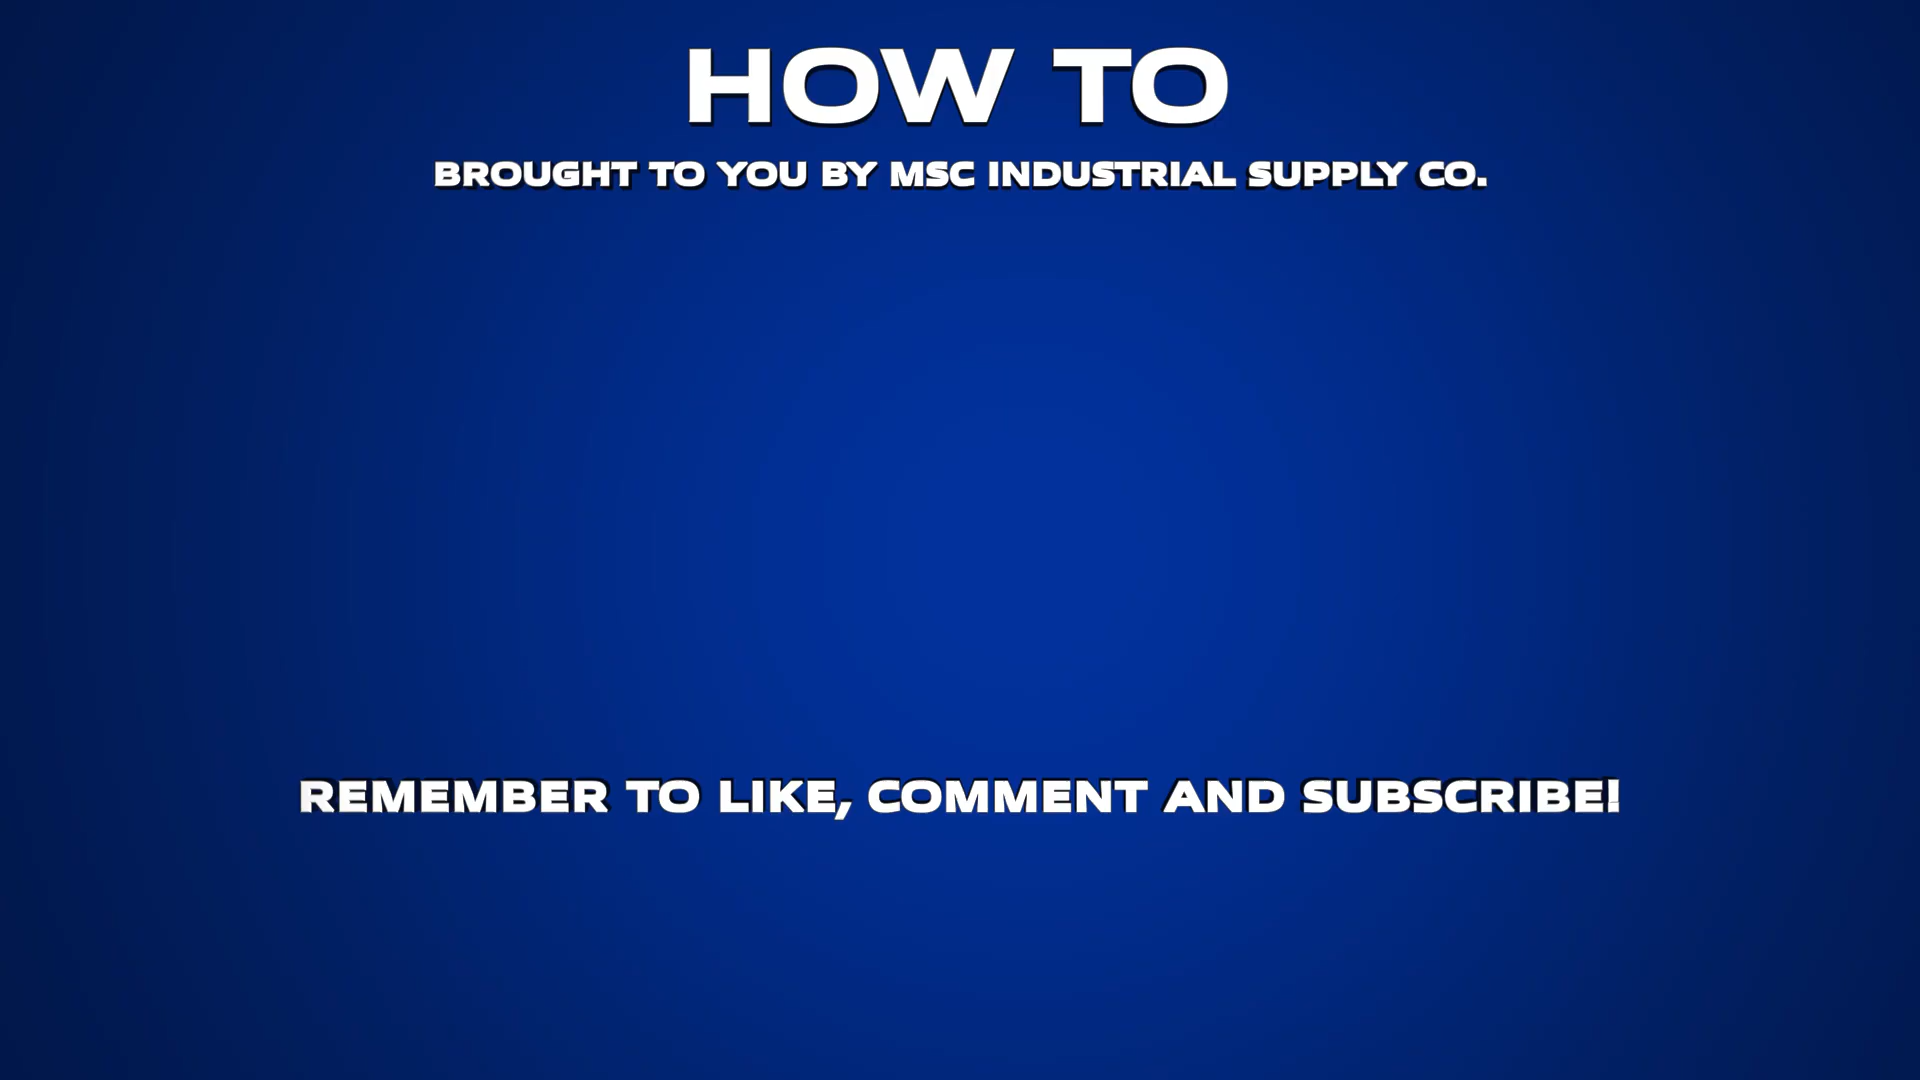 HOW TO
BROUGHT TO YOU BY MSC INDUSTRIAL SUPPLY CO.
REMEMBER TO LIKE, COMMENT AND SUBSCRIBE!